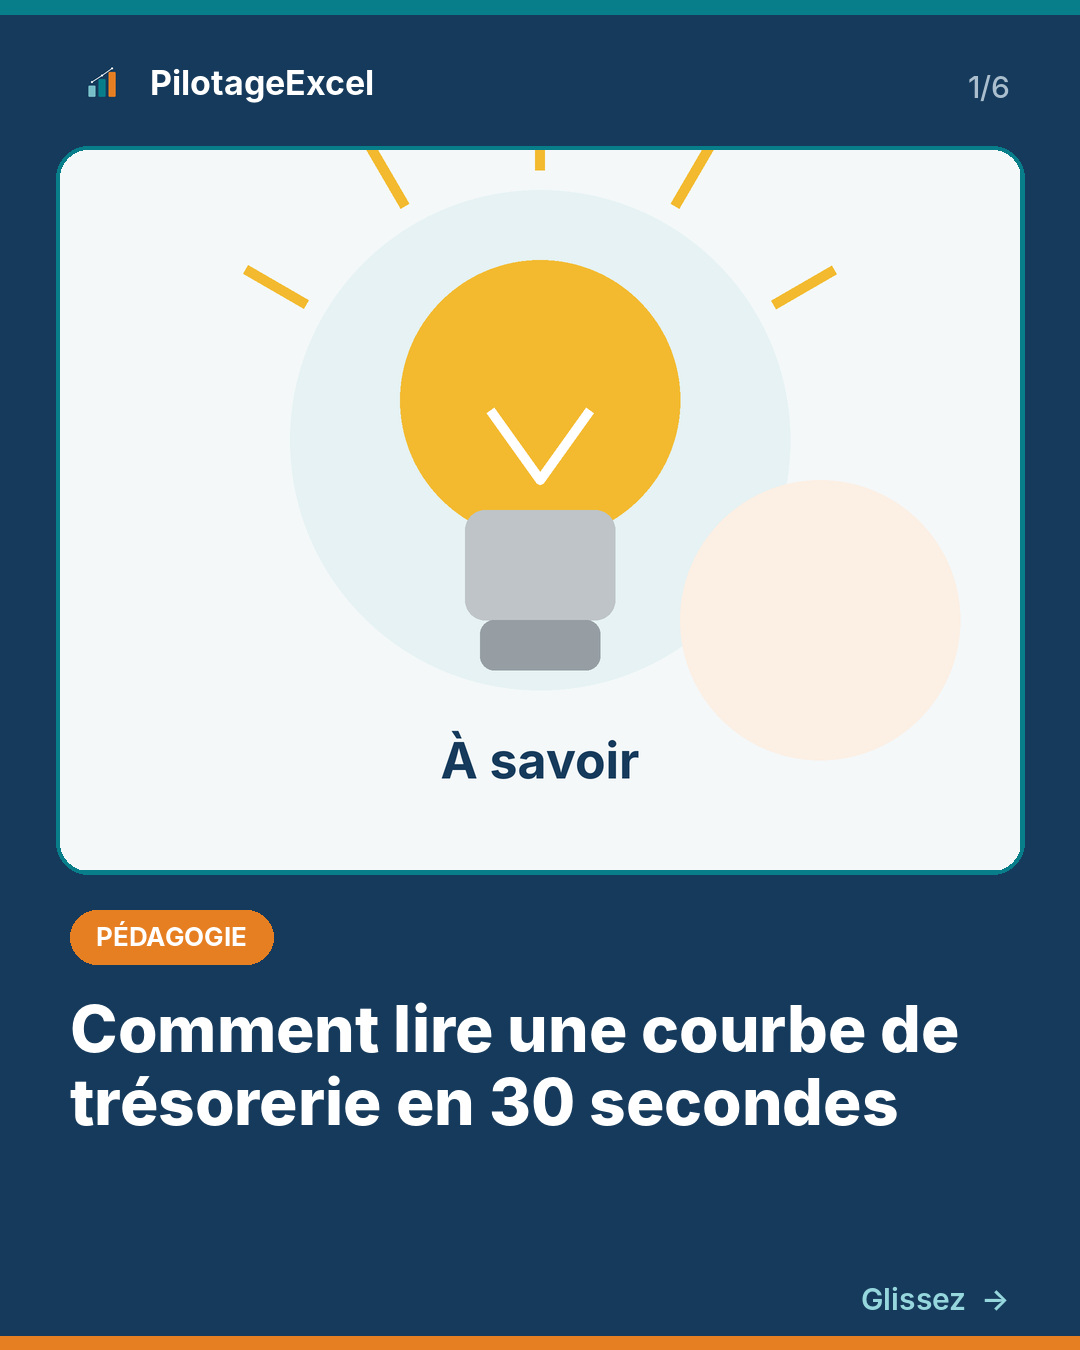 PilotageExcel
1/6
À savoir
PÉDAGOGIE
Comment lire une courbe de
trésorerie en 30 secondes
Glissez →